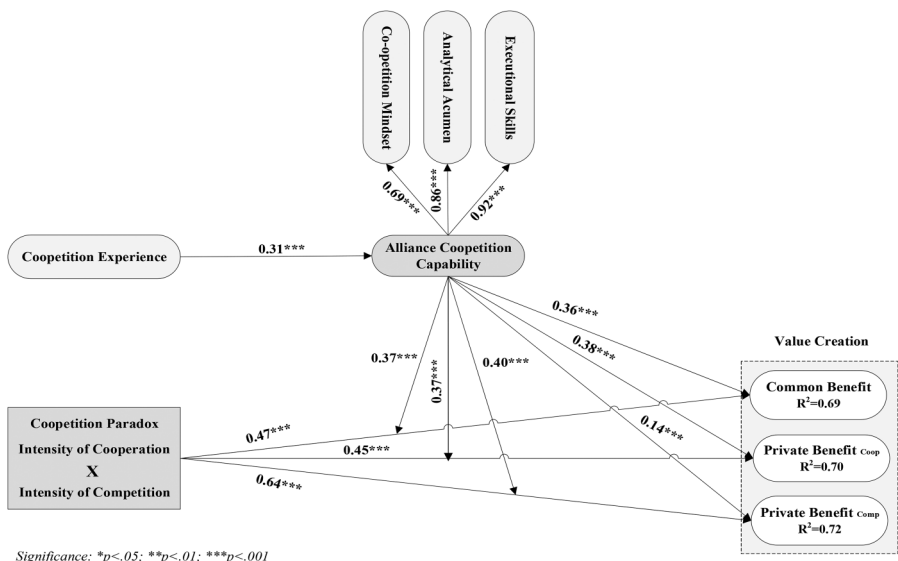 Co-opetition Mindset
Analytical Acumen
Executional Skills
0.69***
0.86***
0.92***
Coopetition Experience
0.31***
Alliance Coopetition
Capability
0.36***
0.38***
0.14***
0.37***
0.37***
0.40***
Value Creation
Coopetition Paradox
Intensity of Cooperation
X
Intensity of Competition
0.47***
0.45***
0.64***
Common Benefit
R²=0.69
Private Benefit Coop
R²=0.70
Private Benefit Comp
R²=0.72
Significance: *p<.05; **p<.01; ***p<.001